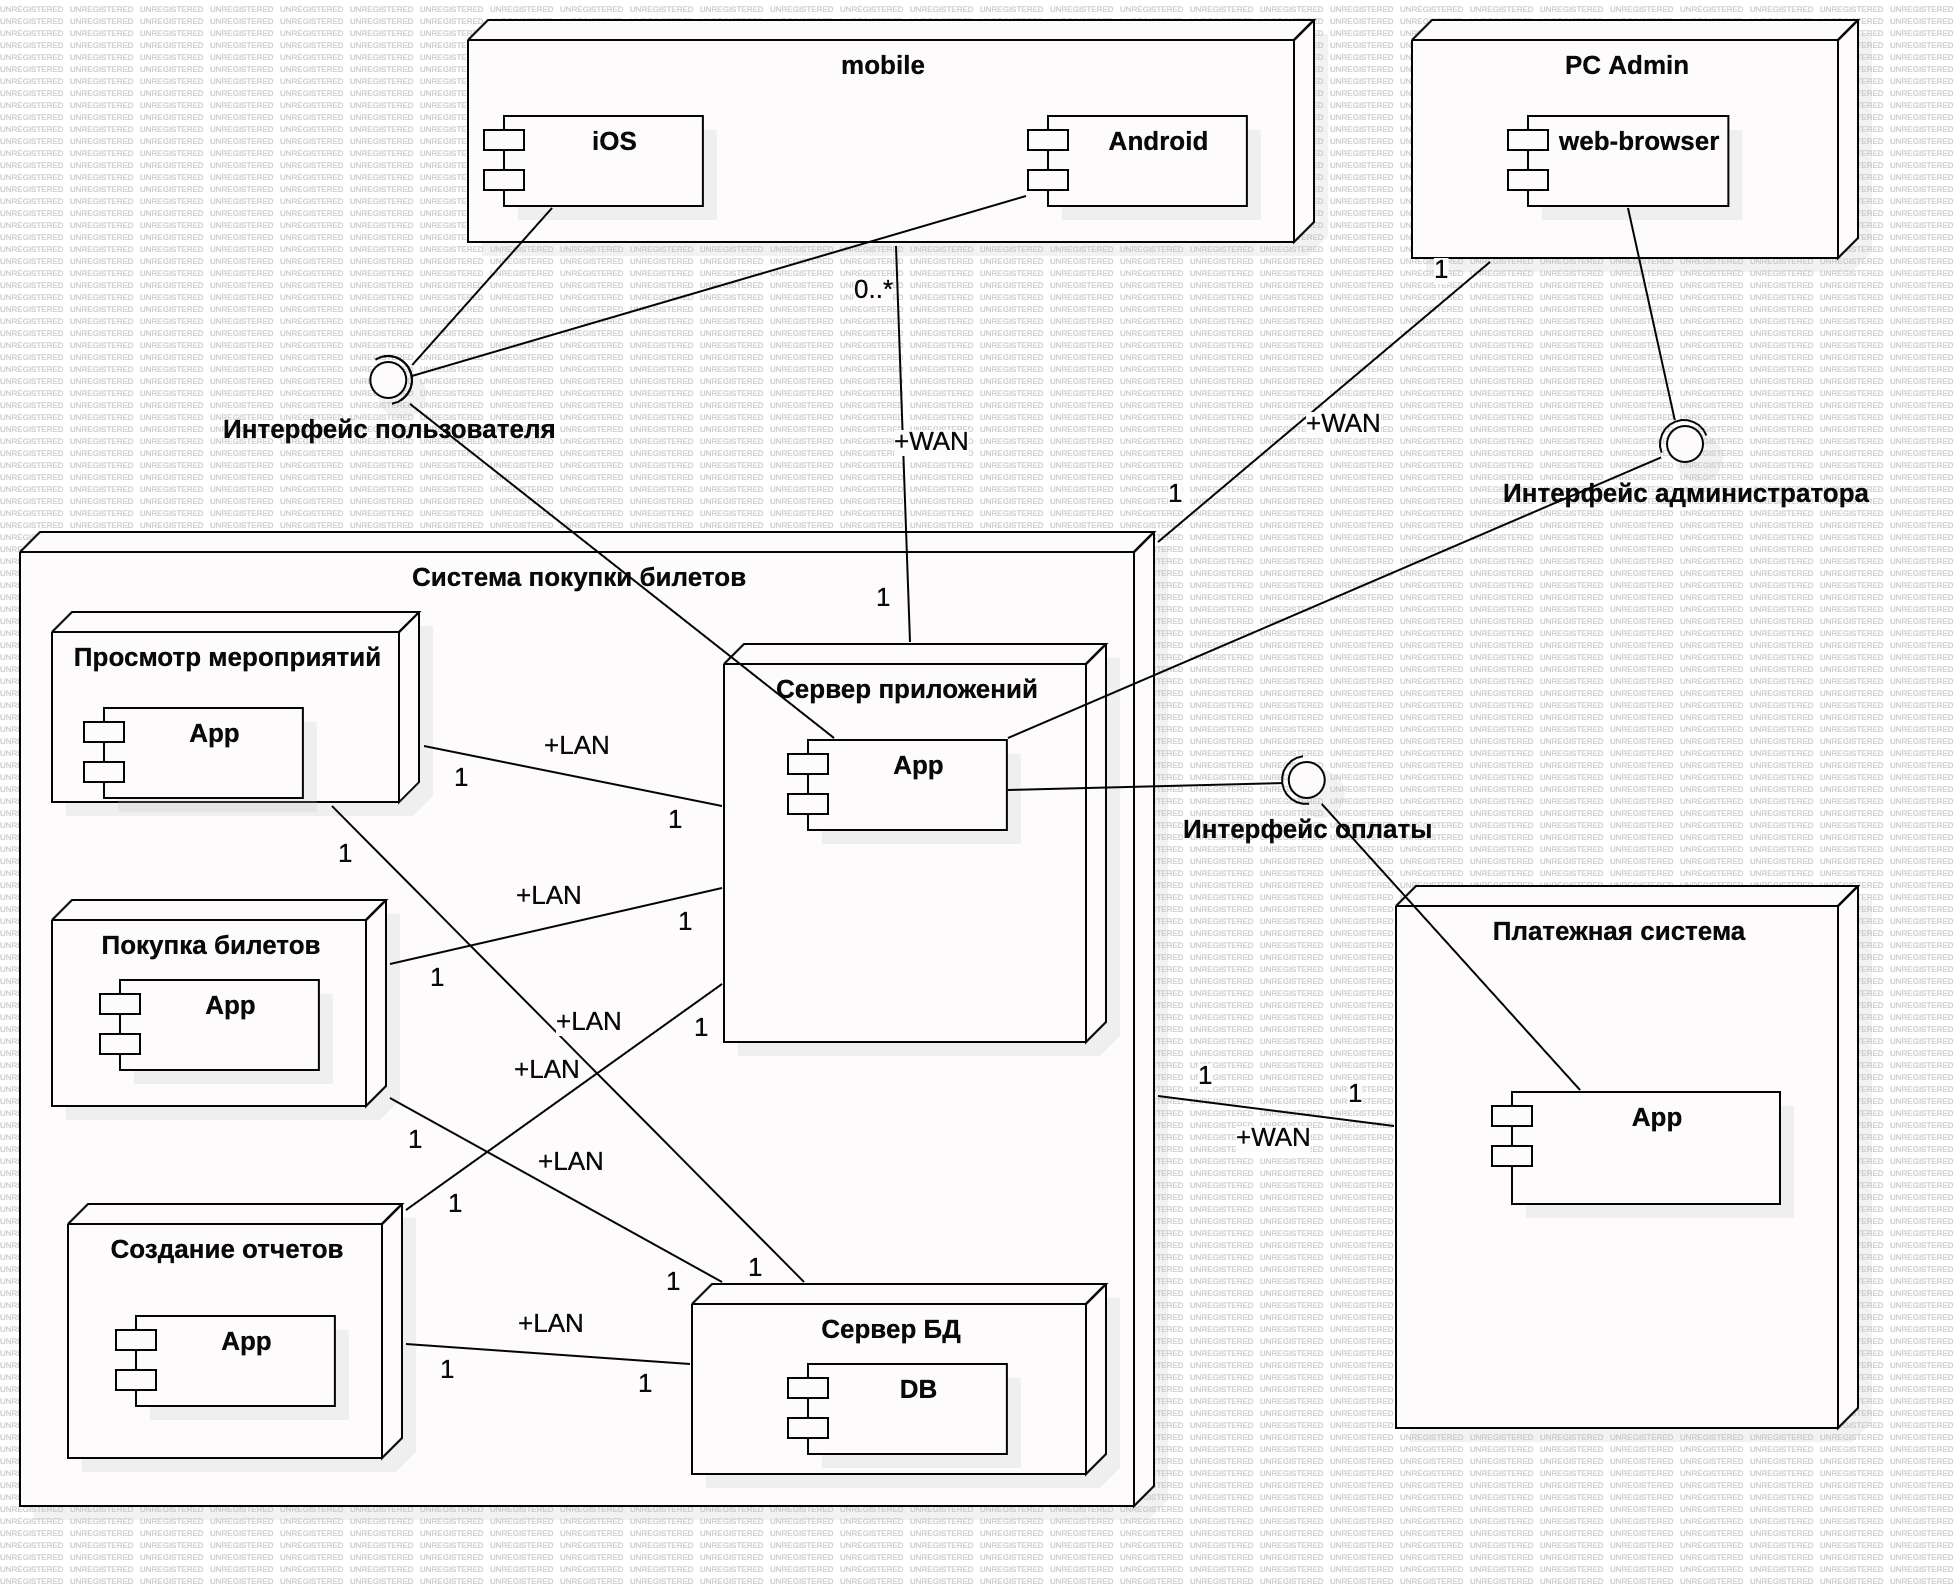 mobile
PC Admin
iOS
Android
web-browser
1
0..*
+WAN
+WAN
Интерфейс пользователя
1
Интерфейс администратора
Система покупки билетов
1
Просмотр мероприятий
Сервер приложений
App
+LAN
App
1
1
Интерфейс оплаты
1
+LAN
1
Покупка билетов
Платежная система
1
App
+LAN
1
+LAN
1
1
App
1
+LAN
+WAN
1
Создание отчетов
1
1
+LAN
Сервер БД
App
1
1
DB
UNREGISTERED